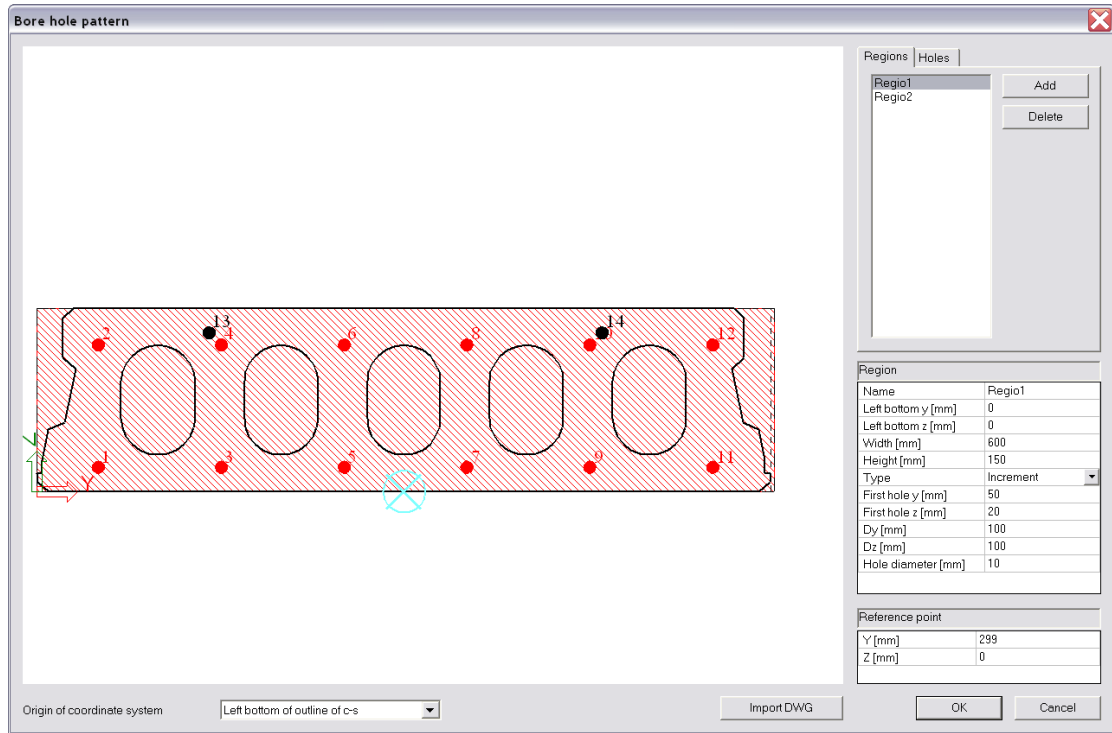 Bore hole pattern
Regions Holes
Regio1
Regio2
Add
Delete
13 14
2 4 6 8 12
1 3 5 7 9 11
Z
Y
Region
Name Regio1
Left bottom y [mm] 0
Left bottom z [mm] 0
Width [mm] 600
Height [mm] 150
Type Increment
First hole y [mm] 50
First hole z [mm] 20
Dy [mm] 100
Dz [mm] 100
Hole diameter [mm] 10
Reference point
Y [mm] 299
Z [mm] 0
Origin of coordinate system Left bottom of outline of c-s Import DWG OK Cancel